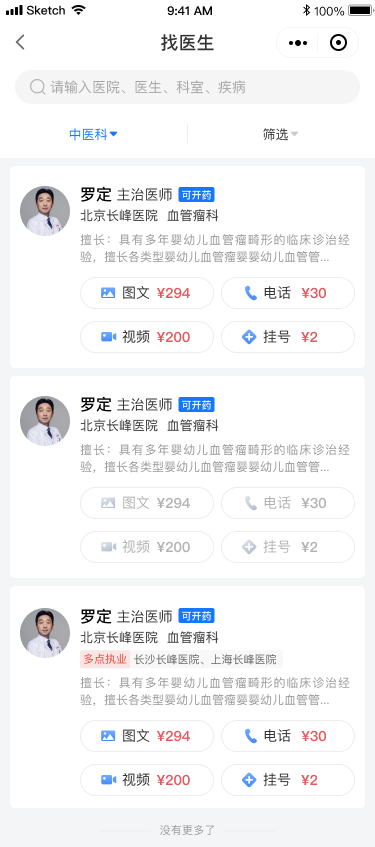 Sketch
9:41 AM
100%
找医生
请输入医院、医生、科室、疾病
中医科
筛选
罗定 主治医师 可开药
北京长峰医院 血管瘤科
擅长：具有多年婴幼儿血管瘤畸形的临床诊治经
验，擅长各类型婴幼儿血管瘤婴婴幼儿血管管...
图文 ¥294
电话 ¥30
视频 ¥200
挂号 ¥2
罗定 主治医师 可开药
北京长峰医院 血管瘤科
擅长：具有多年婴幼儿血管瘤畸形的临床诊治经
验，擅长各类型婴幼儿血管瘤婴婴幼儿血管管...
图文 ¥294
电话 ¥30
视频 ¥200
挂号 ¥2
罗定 主治医师 可开药
北京长峰医院 血管瘤科
多点执业 长沙长峰医院、上海长峰医院
擅长：具有多年婴幼儿血管瘤畸形的临床诊治经
验，擅长各类型婴幼儿血管瘤婴婴幼儿血管管...
图文 ¥294
电话 ¥30
视频 ¥200
挂号 ¥2
没有更多了